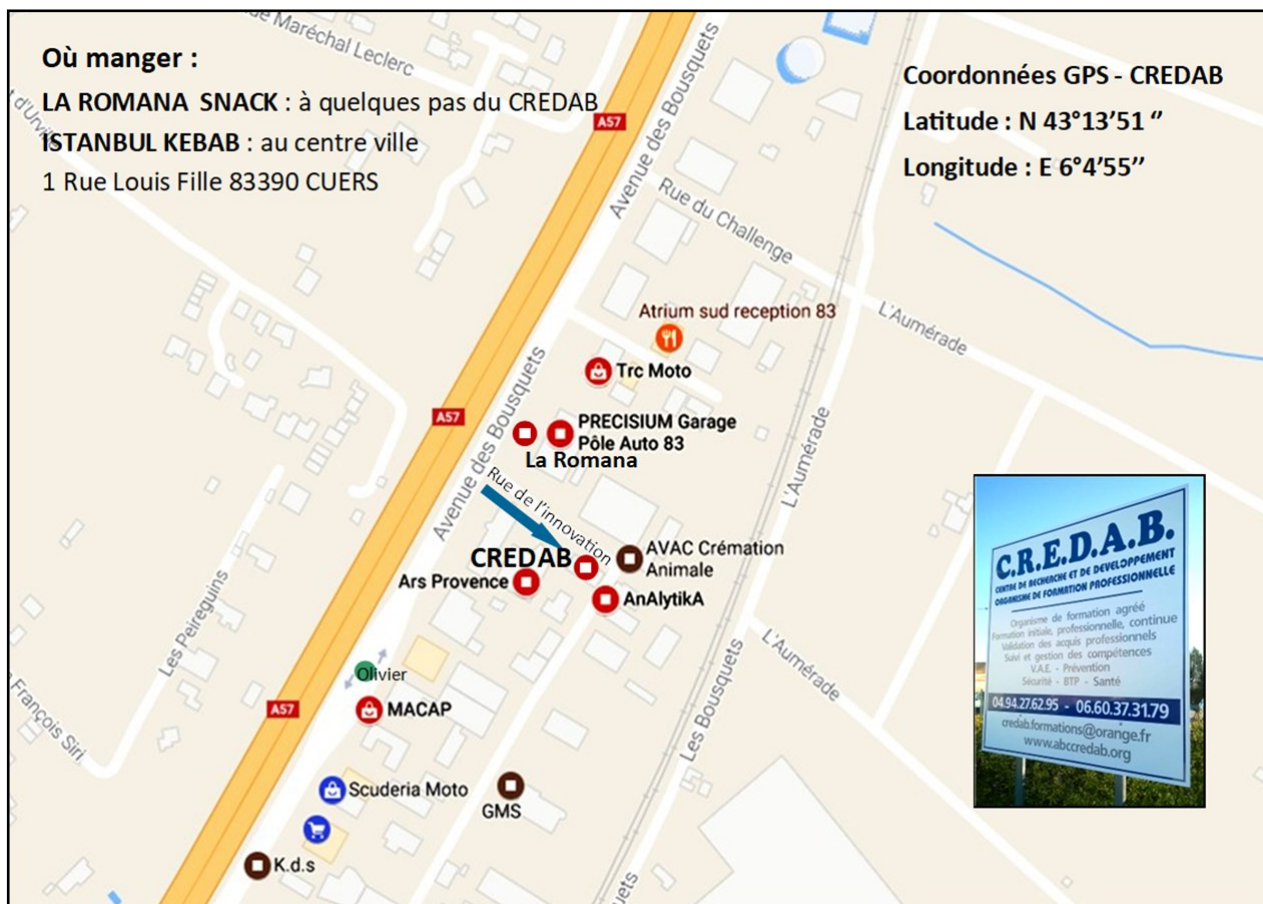 Où manger :
LA ROMANA SNACK : à quelques pas du CREDAB
ISTANBUL KEBAB : au centre ville
1 Rue Louis Fille 83390 CUERS
Coordonnées GPS - CREDAB
Latitude : N 43°13’51 ’’
Longitude : E 6°4’55’’
Maréchal Leclerc
t d'Urville
A57
Avenue des Bousquets
Rue du Challenge
L'Aumérade
Atrium sud reception 83
Trc Moto
A57
Avenue des Bousquets
PRECISIUM Garage
Pôle Auto 83
La Romana
L'Aumérade
Rue de l’innovation
CREDAB
AVAC Crémation
Animale
Ars Provence
AnAlytikA
Les Peireguins
L'Aumérade
Olivier
MACAP
A57
François Siri
Les Bousquets
Scuderia Moto
GMS
K.d.s
usquets
C.R.E.D.A.B.
CENTRE DE RECHERCHE ET DE DEVELOPPEMENT
ORGANISME DE FORMATION PROFESSIONNELLE
Organisme de formation agréé
Formation initiale, professionnelle, continue
Validation des acquis professionnels
Suivi et gestion des compétences
V.A.E. - Prévention
Sécurité - BTP - Santé
04.94.27.62.95 - 06.60.37.31.79
credab.formations@orange.fr
www.abccredab.org